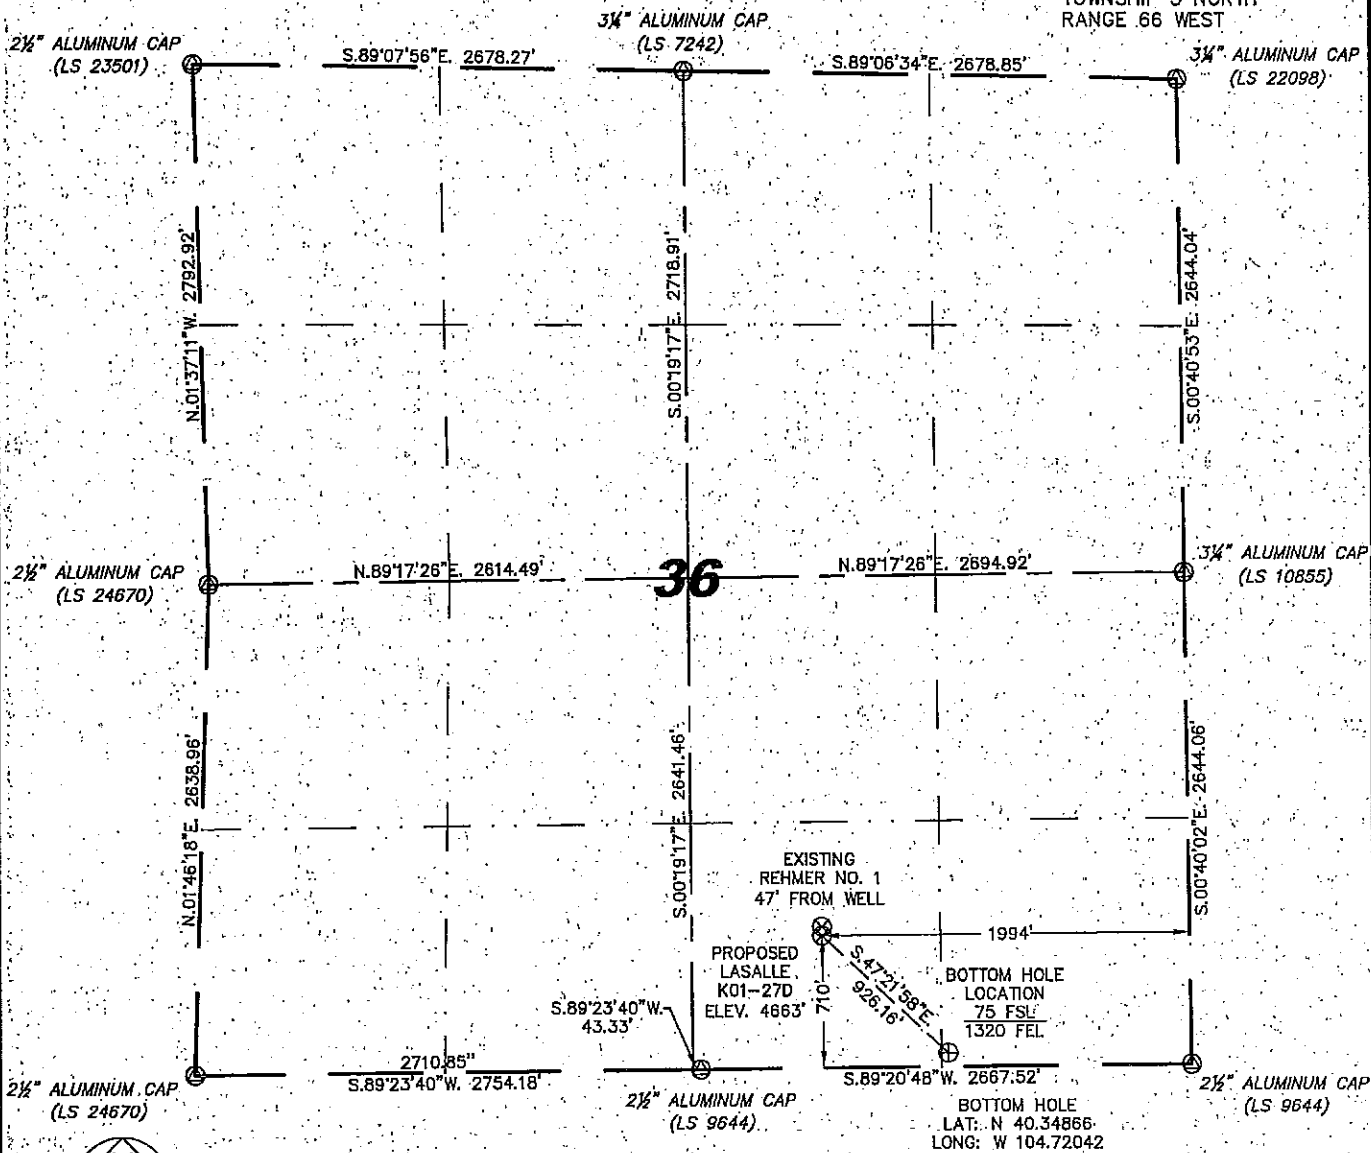 TOWNSHIP 5 NORTH
RANGE 66 WEST
3¼" ALUMINUM CAP
(LS 7242)
2½" ALUMINUM CAP
(LS 23501)
S.89°07'56"E. 2678.27'
S.89°06'34"E. 2678.85'
3¼" ALUMINUM CAP
(LS 22098)
N.01°37'11"W. 2792.92'
S.00°19'17"E. 2718.91'
S.00°40'53"E. 2644.04'
2½" ALUMINUM CAP
(LS 24670)
N.89°17'26"E. 2614.49'
36
N.89°17'26"E. 2694.92'
3¼" ALUMINUM CAP
(LS 10855)
N.01°46'18"E. 2638.96'
S.00°19'17"E. 2641.46'
S.00°40'02"E. 2644.06'
EXISTING
REHMER NO. 1
47' FROM WELL
1994'
PROPOSED
LASALLE
K01-27D
ELEV. 4663'
710'
S.47°21'58"E.
926.16'
BOTTOM HOLE
LOCATION
75 FSL
1320 FEL
S.89°23'40"W.
43.33'
2710.85"
S.89°23'40"W. 2754.18'
S.89°20'48"W. 2667.52'
2½" ALUMINUM CAP
(LS 24670)
2½" ALUMINUM CAP
(LS 9644)
2½" ALUMINUM CAP
(LS 9644)
BOTTOM HOLE
LAT: N 40.34866
LONG: W 104.72042